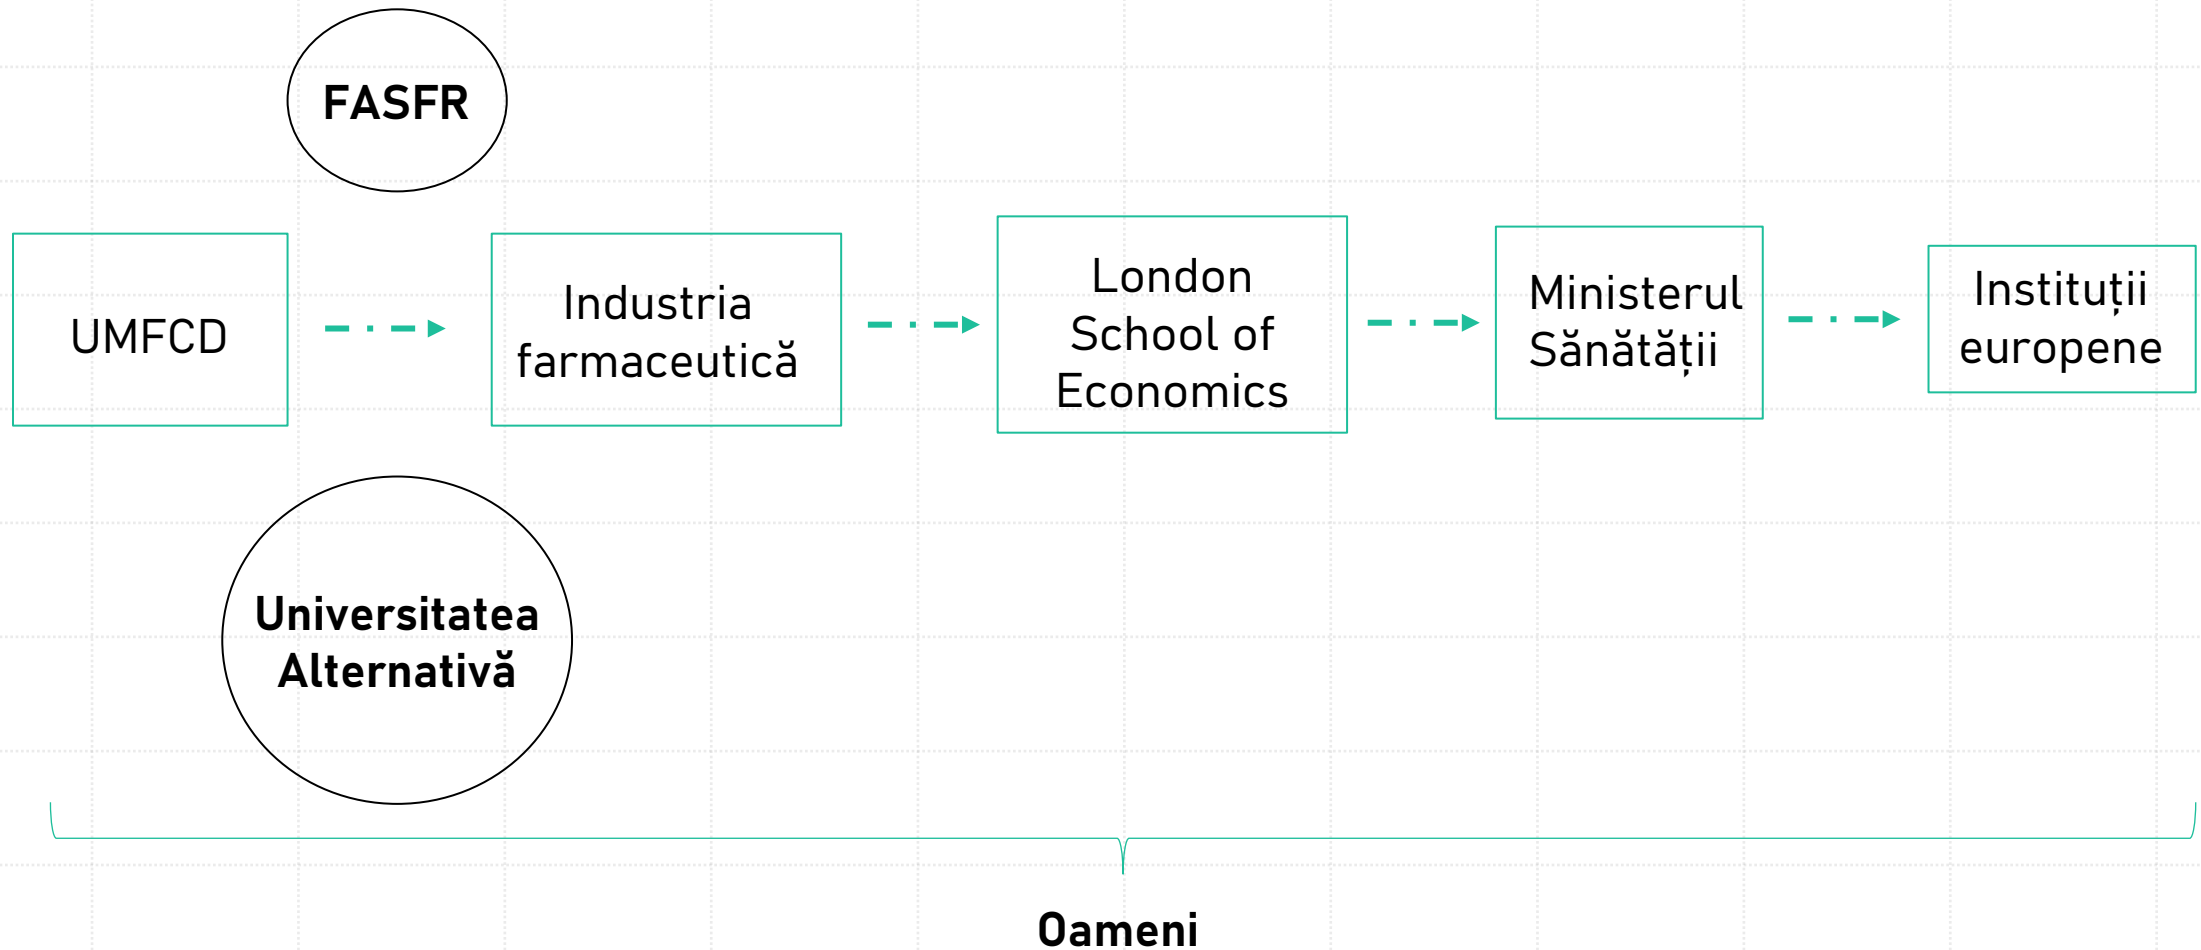 FASFR
UMFCD
Industria
farmaceutică
London
School of
Economics
Ministerul
Sănătății
Instituții
europene
Universitatea
Alternativă
Oameni